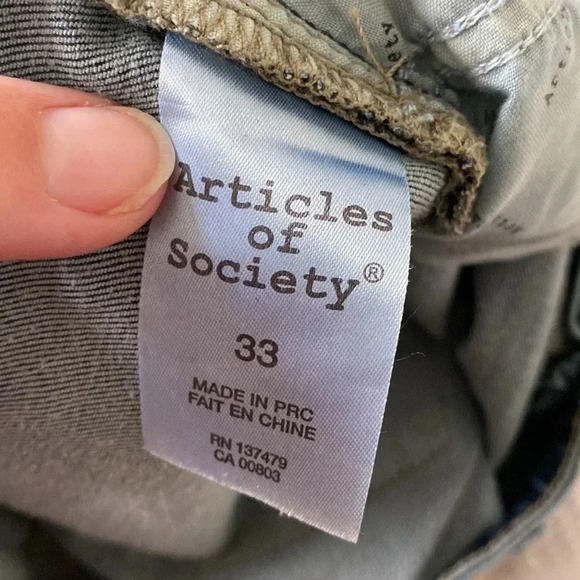 Articles
of
Society®
33
MADE IN PRC
FAIT EN CHINE
RN 137479
CA 00803